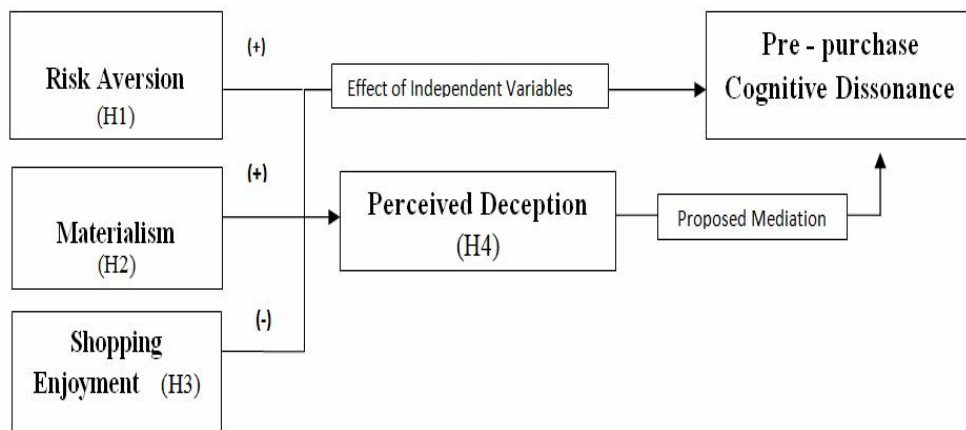 (+)
Risk Aversion
(H1)
Effect of Independent Variables
Pre - purchase
Cognitive Dissonance
(+)
Materialism
(H2)
Perceived Deception
(H4)
Proposed Mediation
(-)
Shopping
Enjoyment (H3)